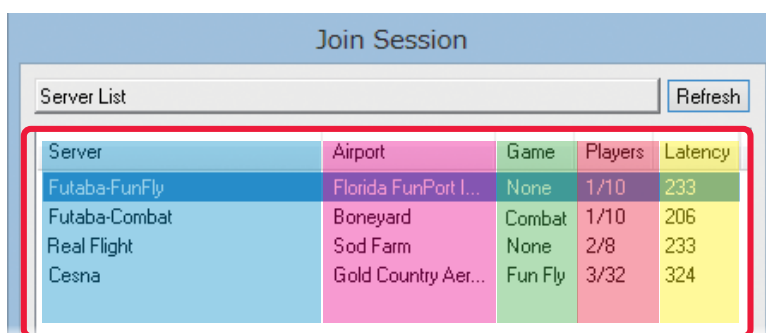 Join Session
Server List Refresh
Server Airport Game Players Latency
Futaba-FunFly Florida FunPort I... None 1/10 233
Futaba-Combat Boneyard Combat 1/10 206
Real Flight Sod Farm None 2/8 233
Cesna Gold Country Aer... Fun Fly 3/32 324